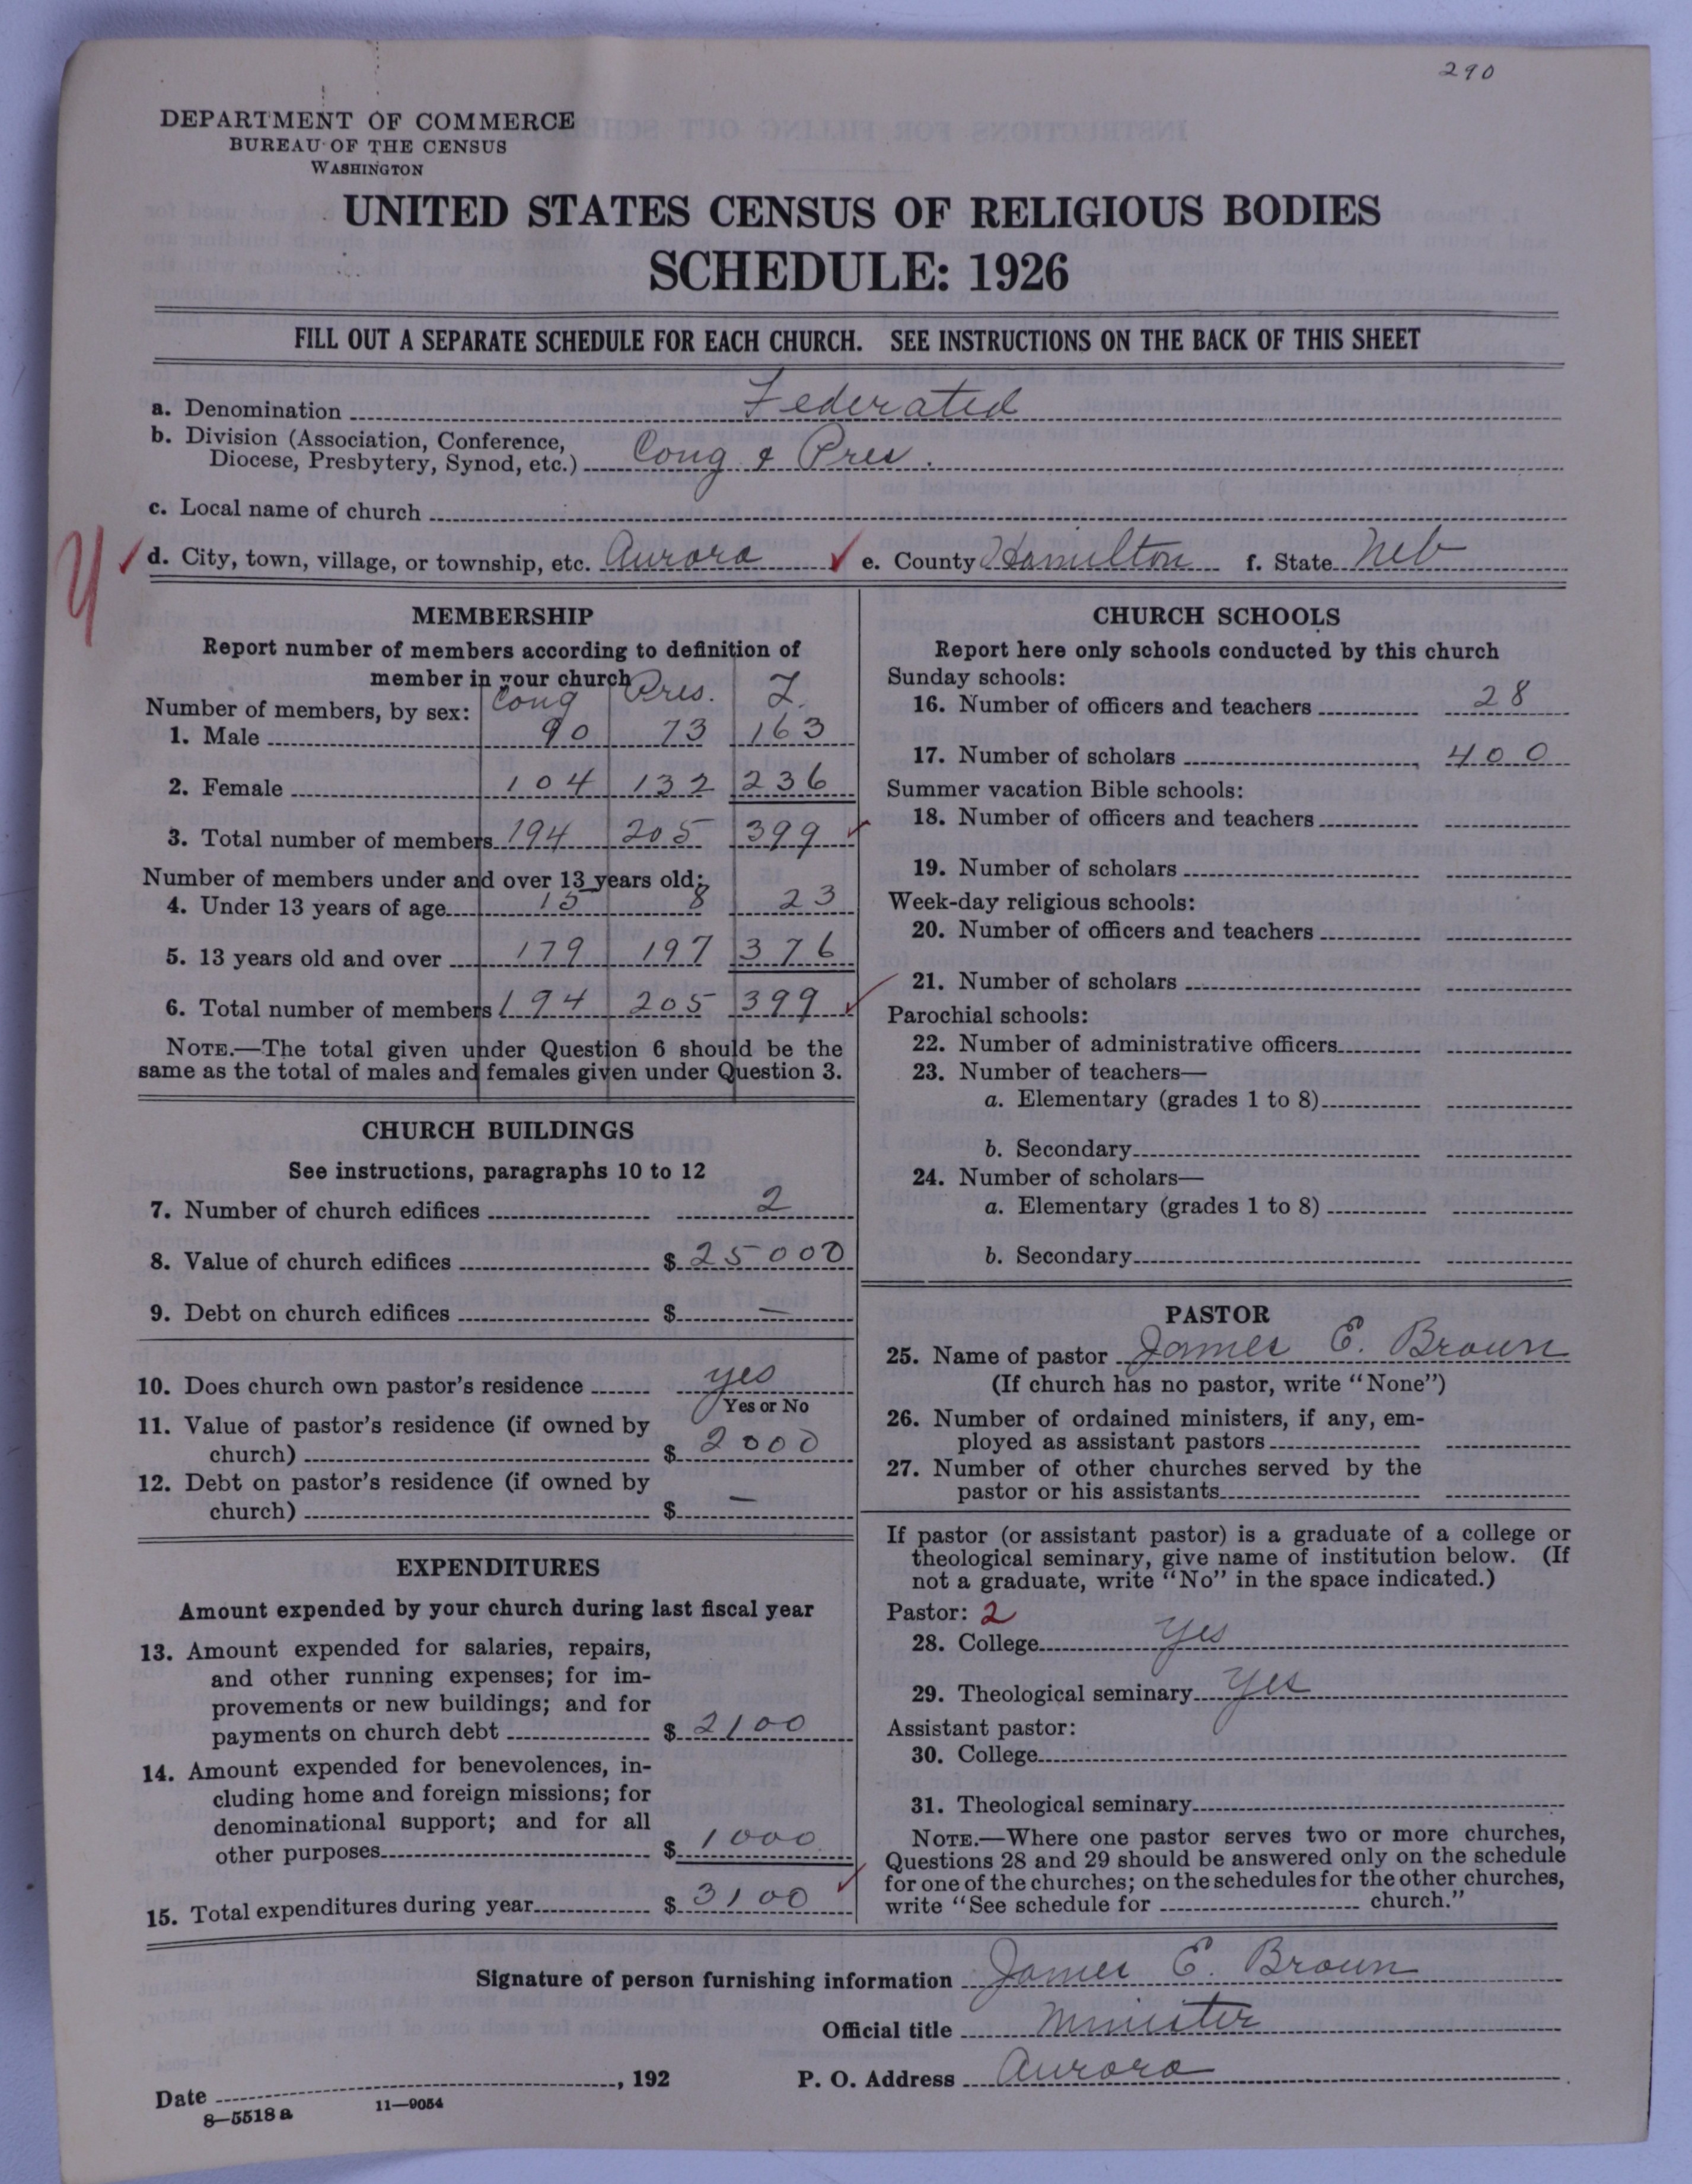 290
DEPARTMENT OF COMMERCE
BUREAU OF THE CENSUS
WASHINGTON
UNITED STATES CENSUS OF RELIGIOUS BODIES
SCHEDULE: 1926
FILL OUT A SEPARATE SCHEDULE FOR EACH CHURCH. SEE INSTRUCTIONS ON THE BACK OF THIS SHEET
a. Denomination Federated
b. Division (Association, Conference,
Diocese, Presbytery, Synod, etc.) Cong & Pres.
c. Local name of church
d. City, town, village, or township, etc. Aurora e. County Hamilton f. State Neb
MEMBERSHIP
Report number of members according to definition of
member in your church
Number of members, by sex: Cong Pres.
1. Male 90 73 163
2. Female 104 132 236
3. Total number of members 194 205 399
Number of members under and over 13 years old:
4. Under 13 years of age 15 8 23
5. 13 years old and over 179 197 376
6. Total number of members 194 205 399
NOTE.—The total given under Question 6 should be the
same as the total of males and females given under Question 3.
CHURCH BUILDINGS
See instructions, paragraphs 10 to 12
7. Number of church edifices 2
8. Value of church edifices $ 25000
9. Debt on church edifices $ —
10. Does church own pastor's residence yes
Yes or No
11. Value of pastor's residence (if owned by
church) $ 2000
12. Debt on pastor's residence (if owned by
church) $ —
EXPENDITURES
Amount expended by your church during last fiscal year
13. Amount expended for salaries, repairs,
and other running expenses; for im-
provements or new buildings; and for
payments on church debt $ 2100
14. Amount expended for benevolences, in-
cluding home and foreign missions; for
denominational support; and for all
other purposes $ 1000
15. Total expenditures during year $ 3100
CHURCH SCHOOLS
Report here only schools conducted by this church
Sunday schools:
16. Number of officers and teachers 28
17. Number of scholars 400
Summer vacation Bible schools:
18. Number of officers and teachers
19. Number of scholars
Week-day religious schools:
20. Number of officers and teachers
21. Number of scholars
Parochial schools:
22. Number of administrative officers
23. Number of teachers—
a. Elementary (grades 1 to 8)
b. Secondary
24. Number of scholars—
a. Elementary (grades 1 to 8)
b. Secondary
PASTOR
25. Name of pastor James E. Brown
(If church has no pastor, write "None")
26. Number of ordained ministers, if any, em-
ployed as assistant pastors
27. Number of other churches served by the
pastor or his assistants
If pastor (or assistant pastor) is a graduate of a college or
theological seminary, give name of institution below. (If
not a graduate, write "No" in the space indicated.)
Pastor: 2
28. College Yes
29. Theological seminary Yes
Assistant pastor:
30. College
31. Theological seminary
NOTE.—Where one pastor serves two or more churches,
Questions 28 and 29 should be answered only on the schedule
for one of the churches; on the schedules for the other churches,
write "See schedule for church."
Signature of person furnishing information James E. Brown
Official title Minister
Date , 192 P. O. Address Aurora
8—5518 a 11—9054